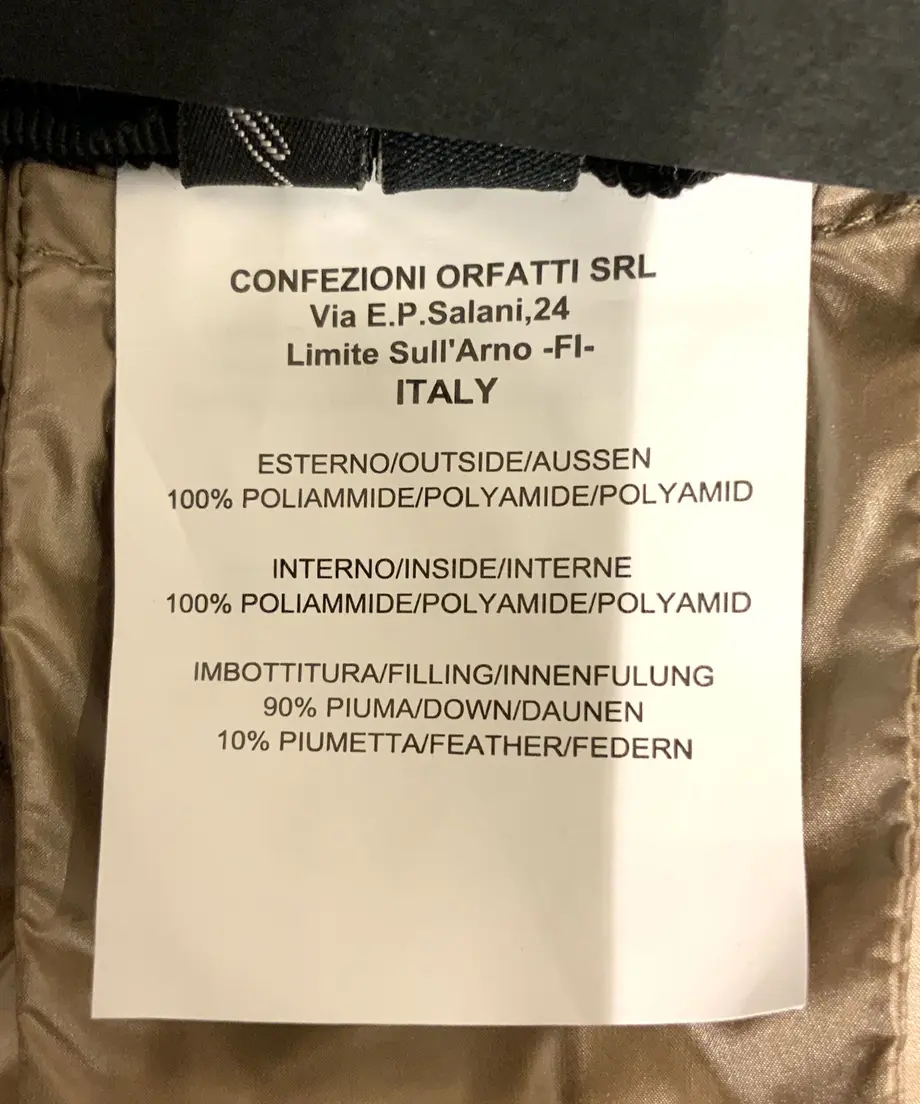 CONFEZIONI ORFATTI SRL
Via E.P.Salani,24
Limite Sull'Arno -FI-
ITALY
ESTERNO/OUTSIDE/AUSSEN
100% POLIAMMIDE/POLYAMIDE/POLYAMID
INTERNO/INSIDE/INTERNE
100% POLIAMMIDE/POLYAMIDE/POLYAMID
IMBOTTITURA/FILLING/INNENFULUNG
90% PIUMA/DOWN/DAUNEN
10% PIUMETTA/FEATHER/FEDERN